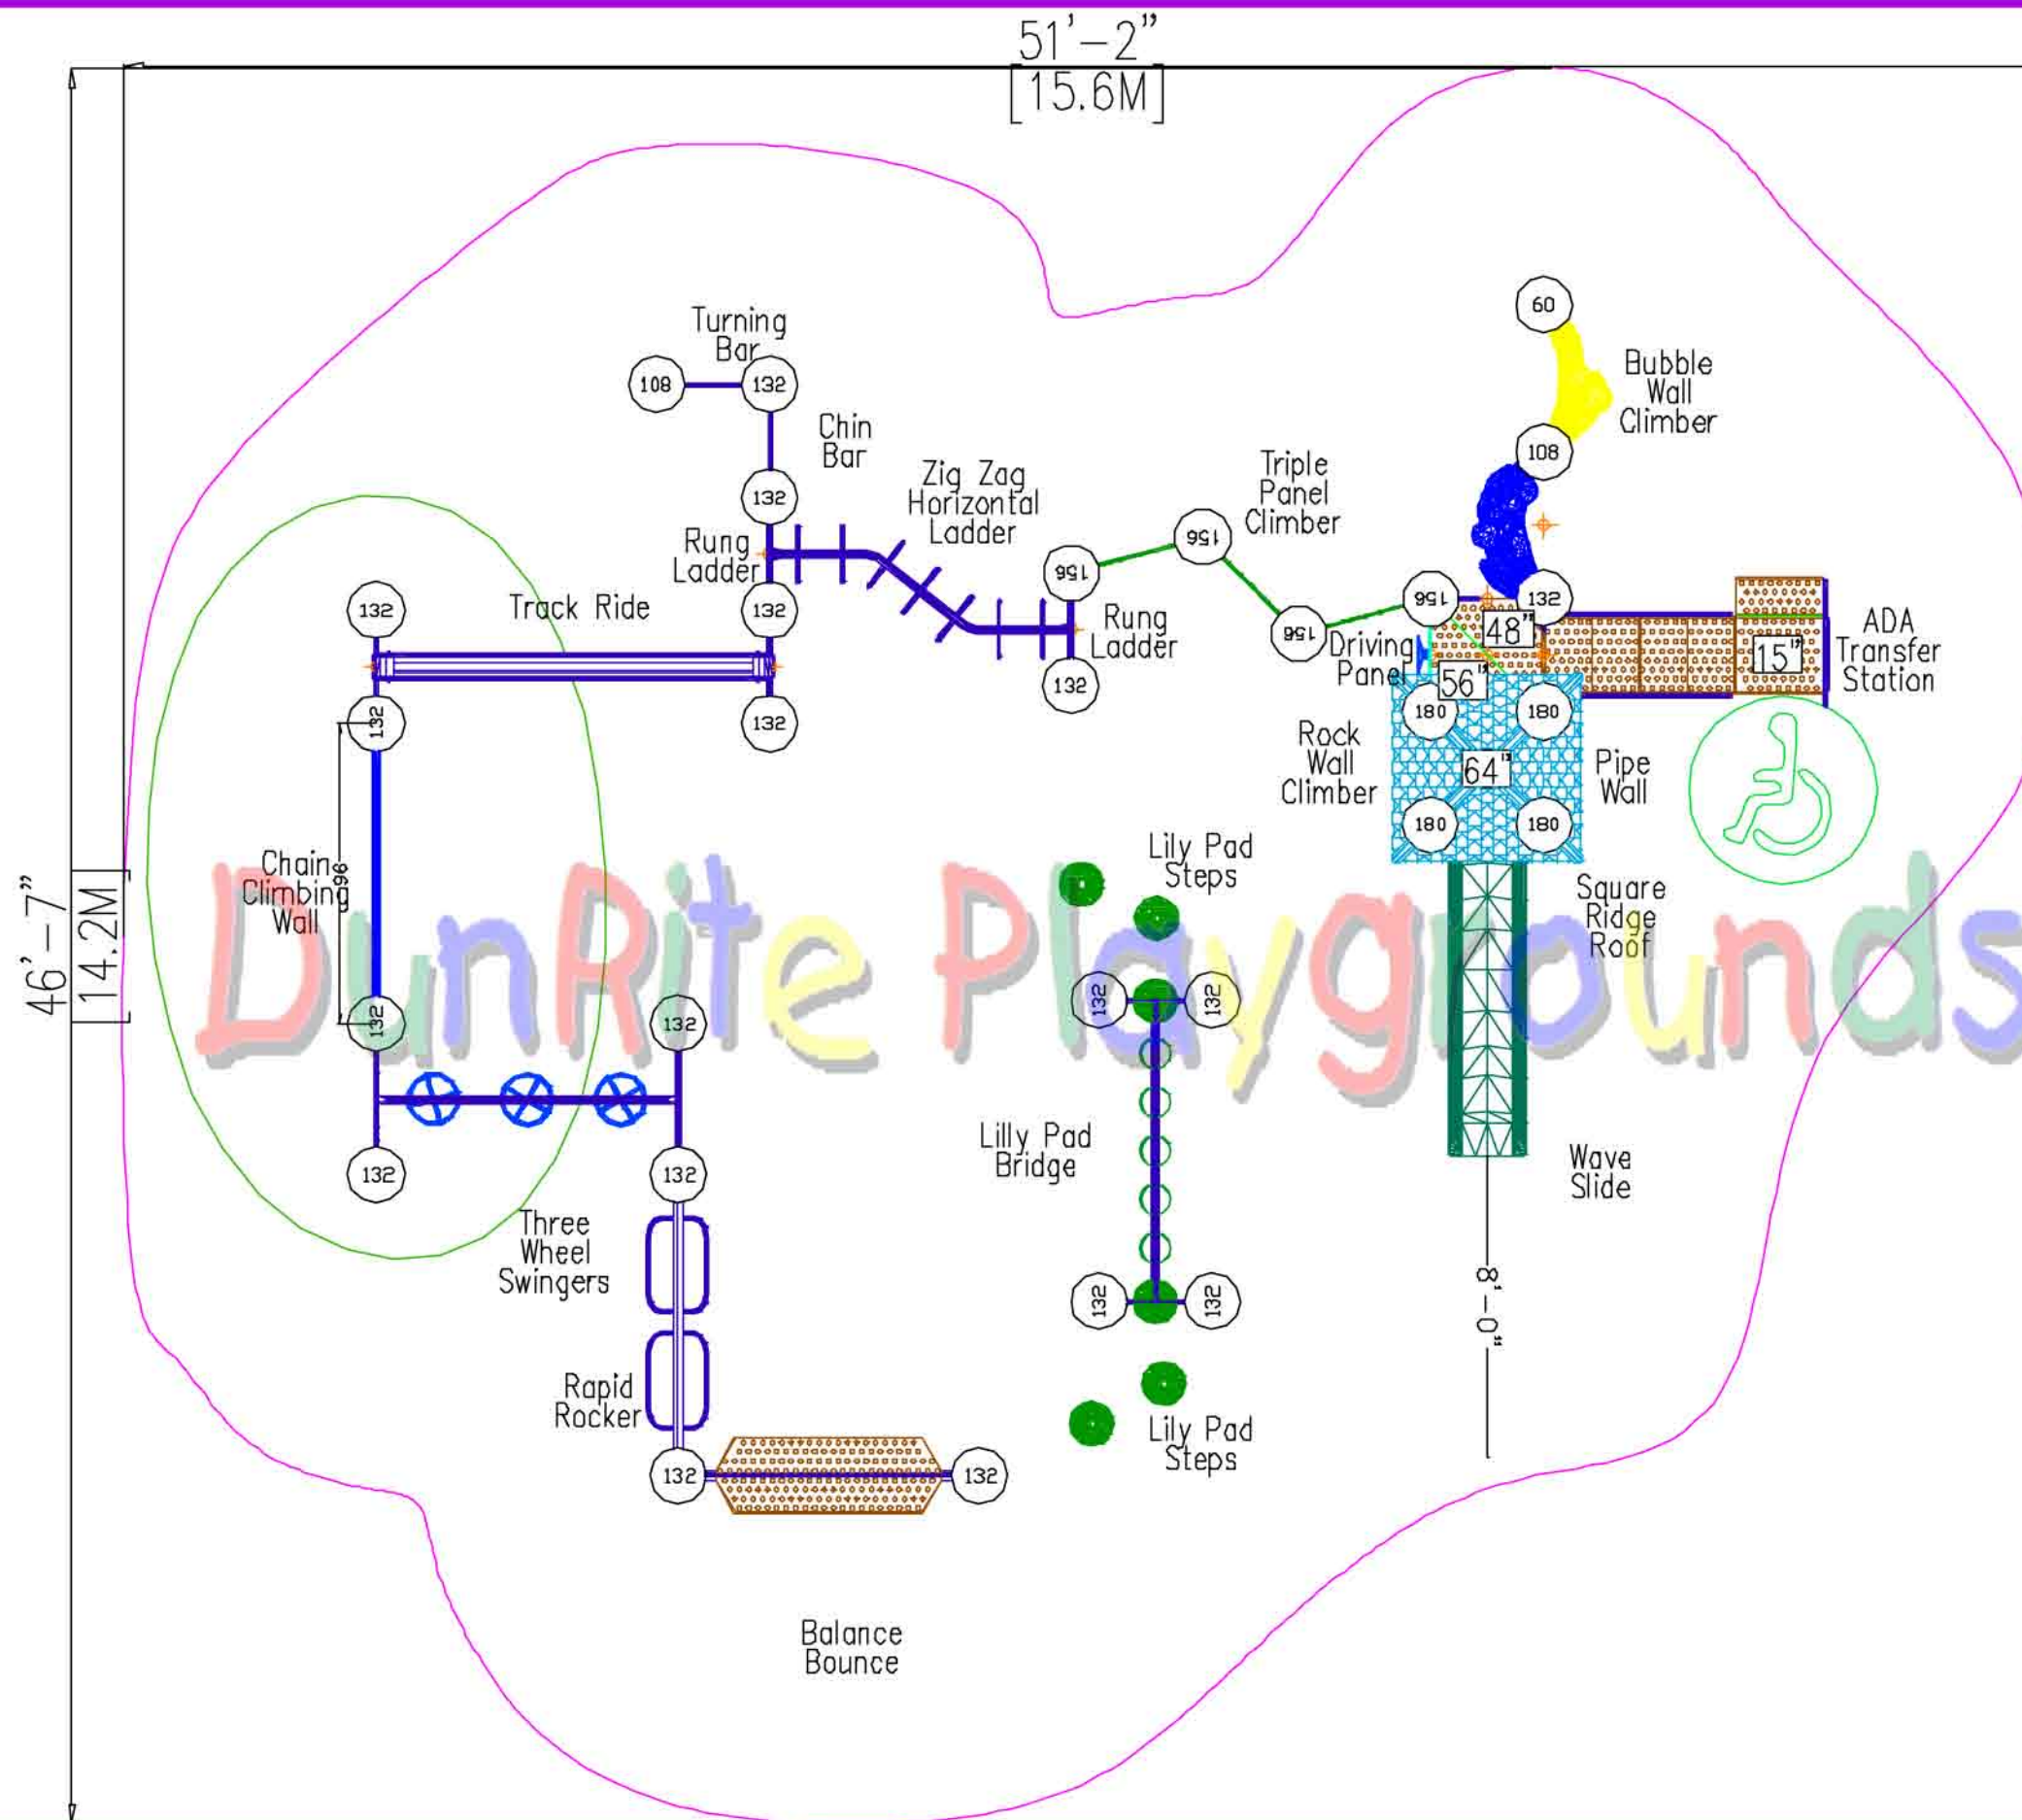 51'-2"
[15.6M]
60
Turning
Bar
108
132
Bubble
Wall
Climber
Chin
Bar
108
132
Zig Zag
Horizontal
Ladder
Triple
Panel
Climber
156
Rung
Ladder
156
132
132
Track Ride
156
132
48"
Rung
Ladder
156
Driving
Panel
56"
15"
ADA
Transfer
Station
132
132
132
180
180
Rock
Wall
Climber
64"
Pipe
Wall
180
180
Lily Pad
Steps
Chain
Climbing
Wall
96
46'-7"
[14.2M]
Square
Ridge
Roof
DunRite Playgrounds
132
132
132
132
Lilly Pad
Bridge
132
132
Wave
Slide
Three
Wheel
Swingers
8'-0"
132
132
Rapid
Rocker
Lily Pad
Steps
132
132
Balance
Bounce